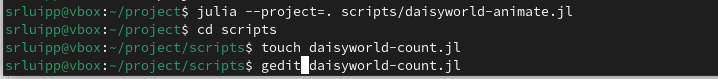 srluipp@vbox:~/project$ julia --project=. scripts/daisyworld-animate.jl
srluipp@vbox:~/project$ cd scripts
srluipp@vbox:~/project/scripts$ touch daisyworld-count.jl
srluipp@vbox:~/project/scripts$ gedit daisyworld-count.jl